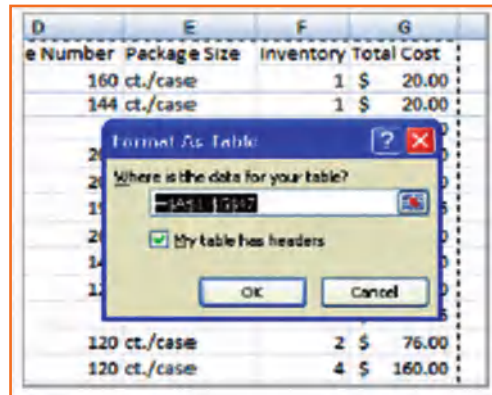 D E F G
e Number Package Size Inventory Total Cost
160 ct./case 1 $ 20.00
144 ct./case 1 $ 20.00
Format As Table
Where is the data for your table?
My table has headers
OK Cancel
120 ct./case 2 $ 76.00
120 ct./case 4 $ 160.00